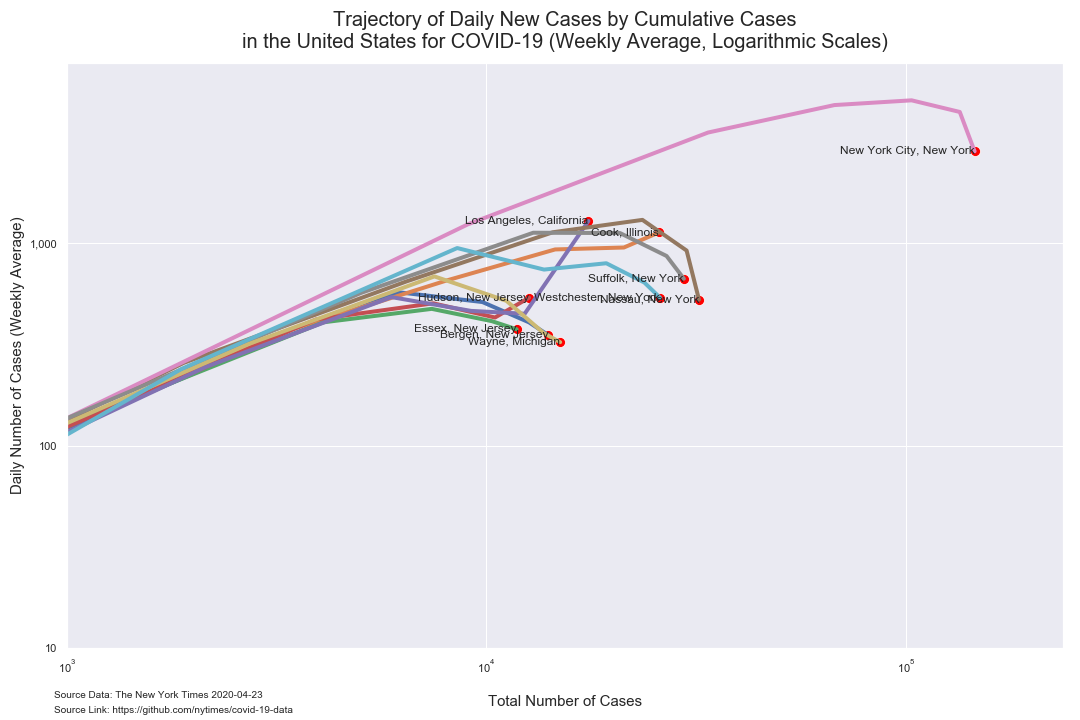 Trajectory of Daily New Cases by Cumulative Cases
in the United States for COVID-19 (Weekly Average, Logarithmic Scales)
New York City, New York
Los Angeles, California
Cook, Illinois
Suffolk, New York
Hudson, New Jersey
Westchester, New York
Nassau, New York
Essex, New Jersey
Bergen, New Jersey
Wayne, Michigan
Daily Number of Cases (Weekly Average)
1,000
100
10
10³
10⁴
10⁵
Total Number of Cases
Source Data: The New York Times 2020-04-23
Source Link: https://github.com/nytimes/covid-19-data